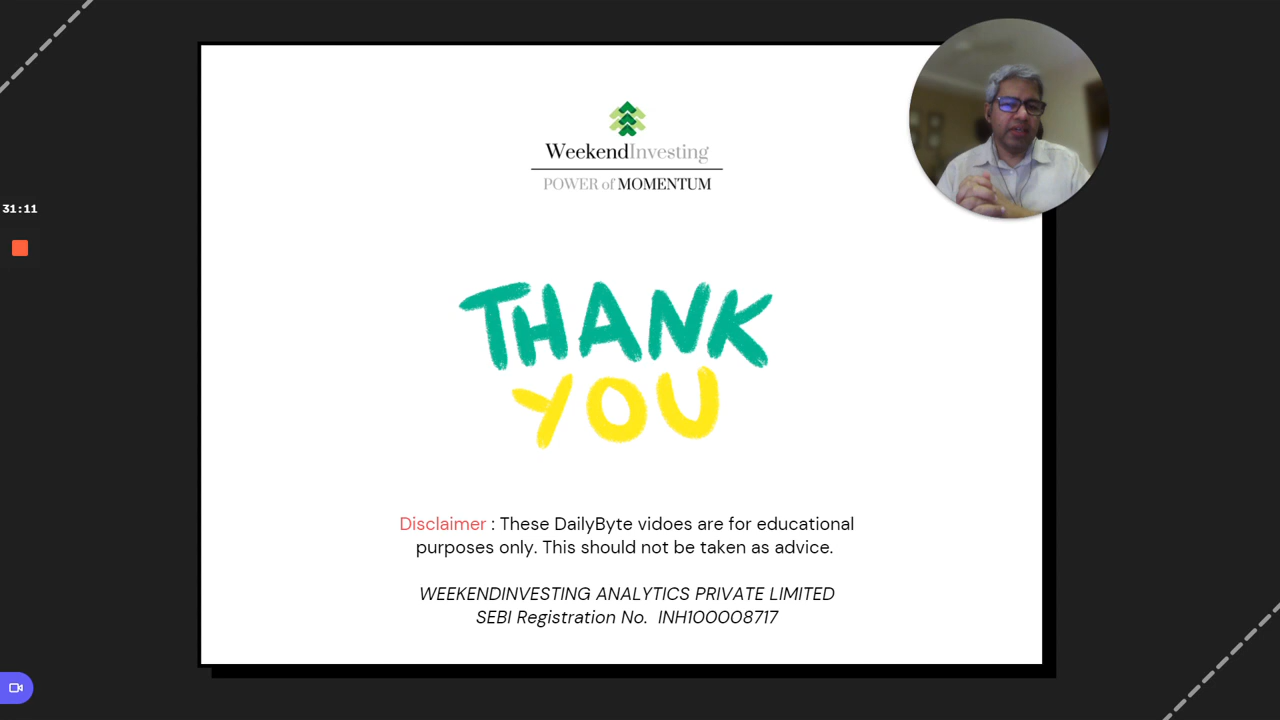 WeekendInvesting
POWER of MOMENTUM
31:11
THANK
YOU
Disclaimer : These DailyByte vidoes are for educational
purposes only. This should not be taken as advice.
WEEKENDINVESTING ANALYTICS PRIVATE LIMITED
SEBI Registration No. INH100008717